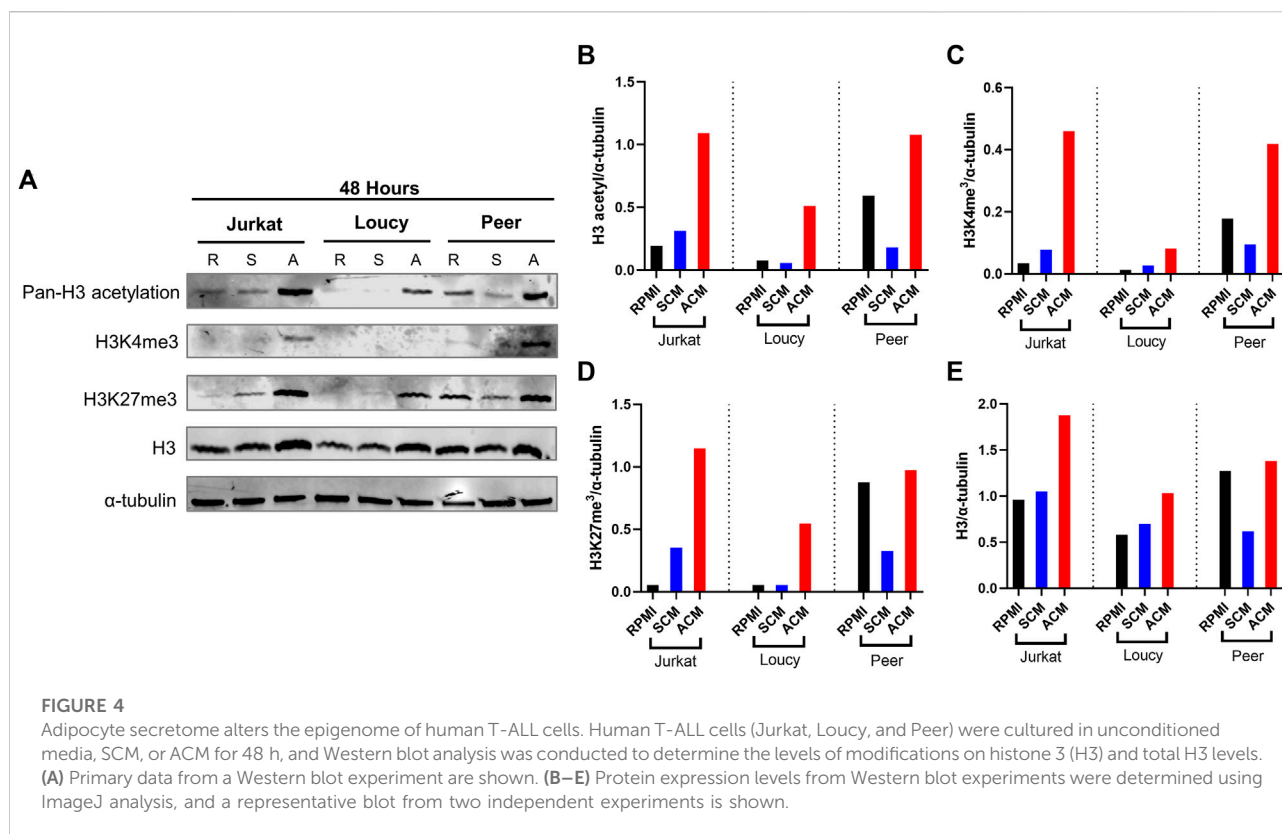 A
48 Hours
Jurkat Loucy Peer
R S A R S A R S A
Pan-H3 acetylation
H3K4me3
H3K27me3
H3
α-tubulin
B
H3 acetyl/α-tubulin
1.5
1.0
0.5
0.0
RPMI SCM ACM RPMI SCM ACM RPMI SCM ACM
Jurkat Loucy Peer
C
H3K4me³/α-tubulin
0.6
0.4
0.2
0.0
RPMI SCM ACM RPMI SCM ACM RPMI SCM ACM
Jurkat Loucy Peer
D
H3K27me³/α-tubulin
1.5
1.0
0.5
0.0
RPMI SCM ACM RPMI SCM ACM RPMI SCM ACM
Jurkat Loucy Peer
E
H3/α-tubulin
2.0
1.5
1.0
0.5
0.0
RPMI SCM ACM RPMI SCM ACM RPMI SCM ACM
Jurkat Loucy Peer
FIGURE 4
Adipocyte secretome alters the epigenome of human T-ALL cells. Human T-ALL cells (Jurkat, Loucy, and Peer) were cultured in unconditioned
media, SCM, or ACM for 48 h, and Western blot analysis was conducted to determine the levels of modifications on histone 3 (H3) and total H3 levels.
(A) Primary data from a Western blot experiment are shown. (B–E) Protein expression levels from Western blot experiments were determined using
ImageJ analysis, and a representative blot from two independent experiments is shown.